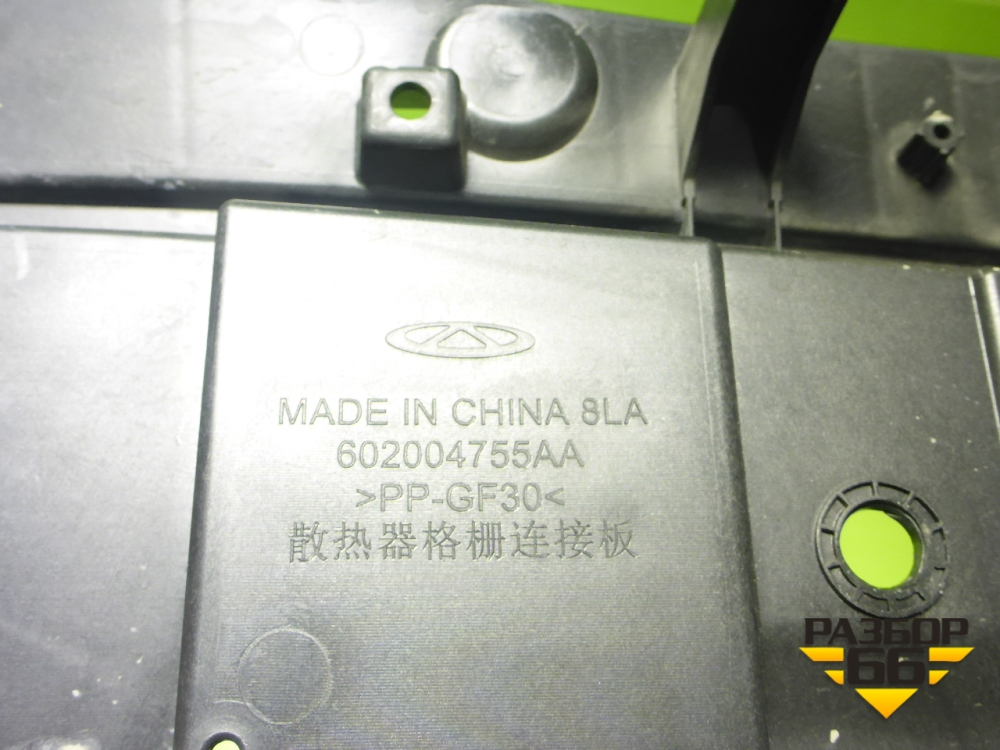 MADE IN CHINA 8LA
602004755AA
>PP-GF30<
散热器格栅连接板
РАЗБОР
66